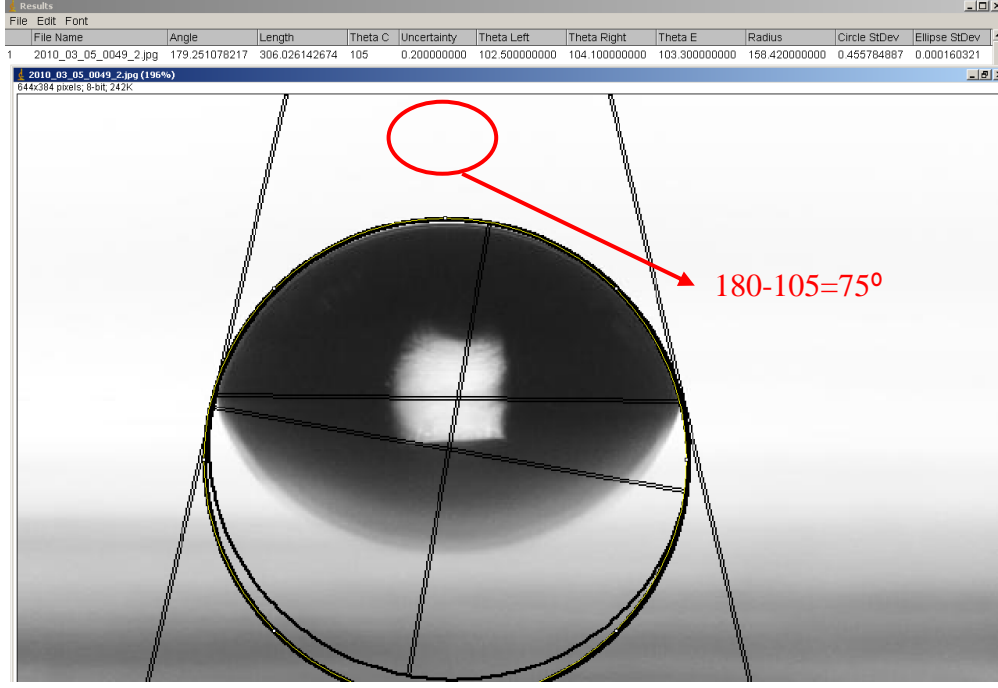 Results
File Edit Font
File Name Angle Length Theta C Uncertainty Theta Left Theta Right Theta E Radius Circle StDev Ellipse StDev
1 2010_03_05_0049_2.jpg 179.251078217 306.026142674 105 0.200000000 102.500000000 104.100000000 103.300000000 158.420000000 0.455784887 0.000160321
2010_03_05_0049_2.jpg (196%)
644x384 pixels; 8-bit; 242K
180-105=75⁰